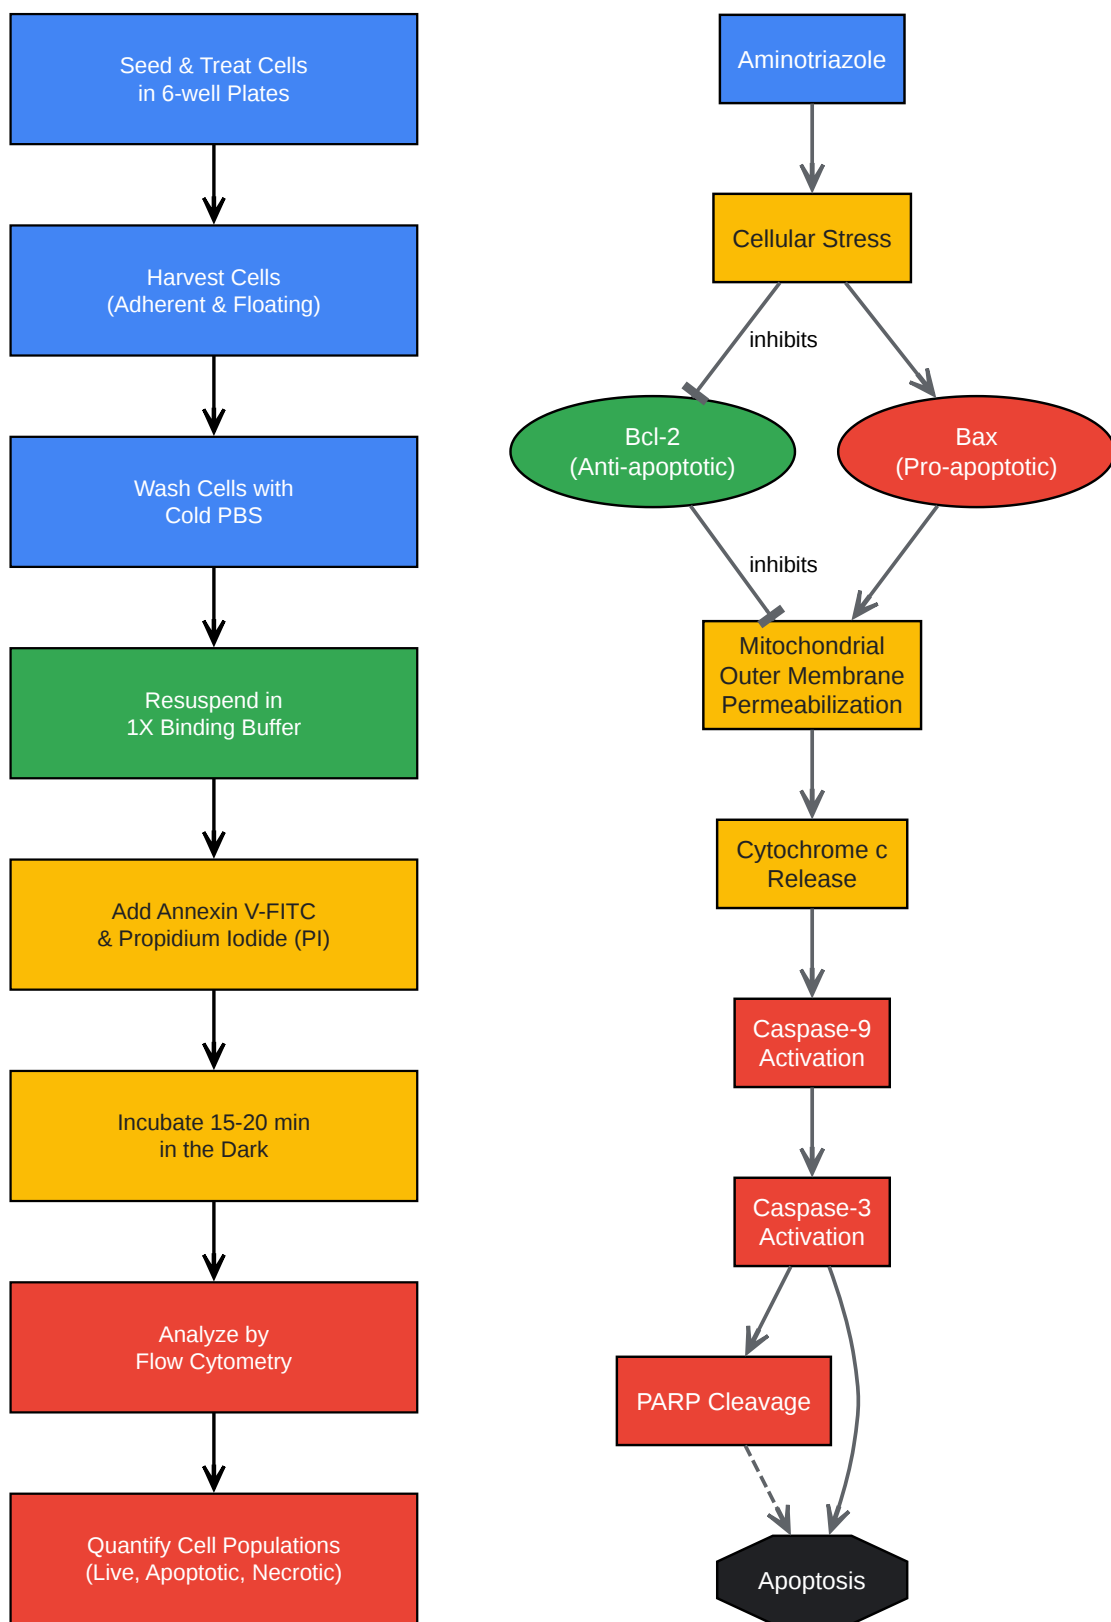 Seed & Treat Cells
in 6-well Plates
Harvest Cells
(Adherent & Floating)
Wash Cells with
Cold PBS
Resuspend in
1X Binding Buffer
Add Annexin V-FITC
& Propidium Iodide (PI)
Incubate 15-20 min
in the Dark
Analyze by
Flow Cytometry
Quantify Cell Populations
(Live, Apoptotic, Necrotic)
Aminotriazole
Cellular Stress
inhibits
Bcl-2
(Anti-apoptotic)
Bax
(Pro-apoptotic)
inhibits
Mitochondrial
Outer Membrane
Permeabilization
Cytochrome c
Release
Caspase-9
Activation
Caspase-3
Activation
PARP Cleavage
Apoptosis